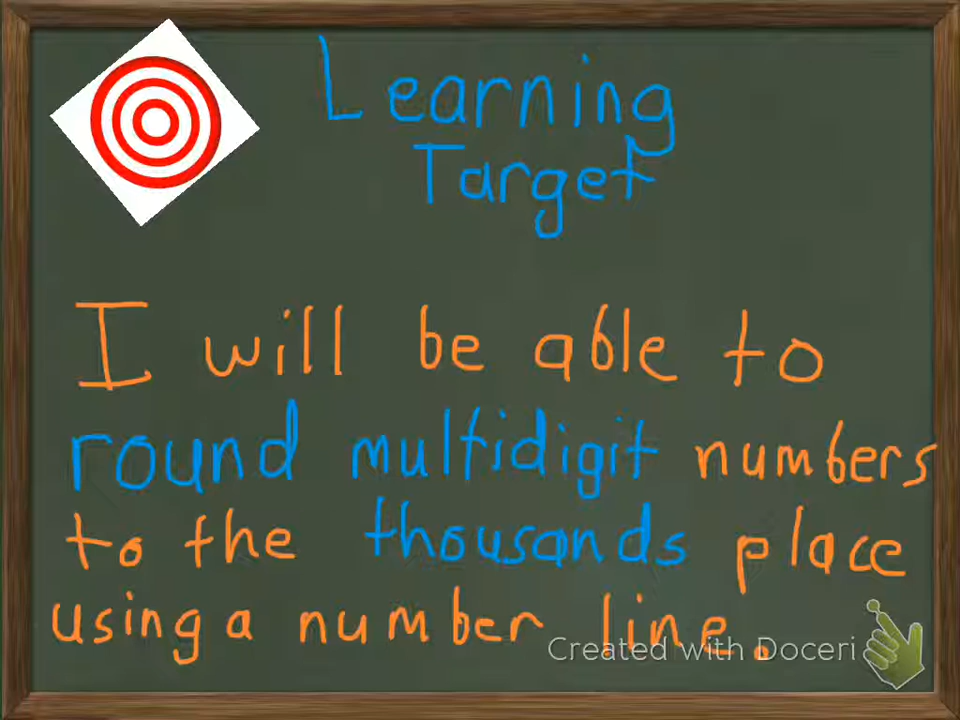 Learning
Target
I will be able to
round multidigit numbers
to the thousands place
using a number line.
Created with Doceri